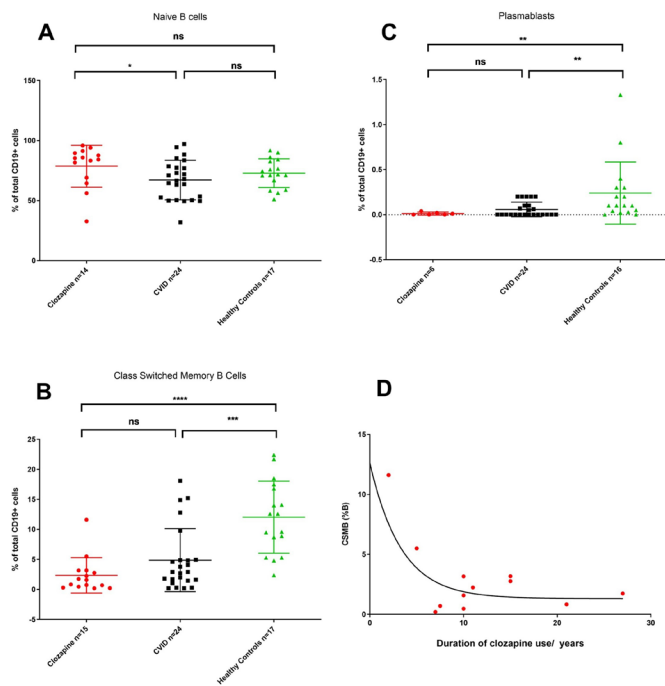 A
Naive B cells
ns
*
ns
% of total CD19+ cells
150
100
50
0
Clozapine n=14
CVID n=24
Healthy Controls n=17
C
Plasmablasts
**
ns
**
% of total CD19+ cells
1.5
1.0
0.5
0.0
-0.5
Clozapine n=6
CVID n=24
Healthy Controls n=16
B
Class Switched Memory B Cells
****
ns
***
% of total CD19+ cells
25
20
15
10
5
0
-5
Clozapine n=15
CVID n=24
Healthy Controls n=17
D
CSMB (%B)
15
10
5
0
0
10
20
30
Duration of clozapine use/ years